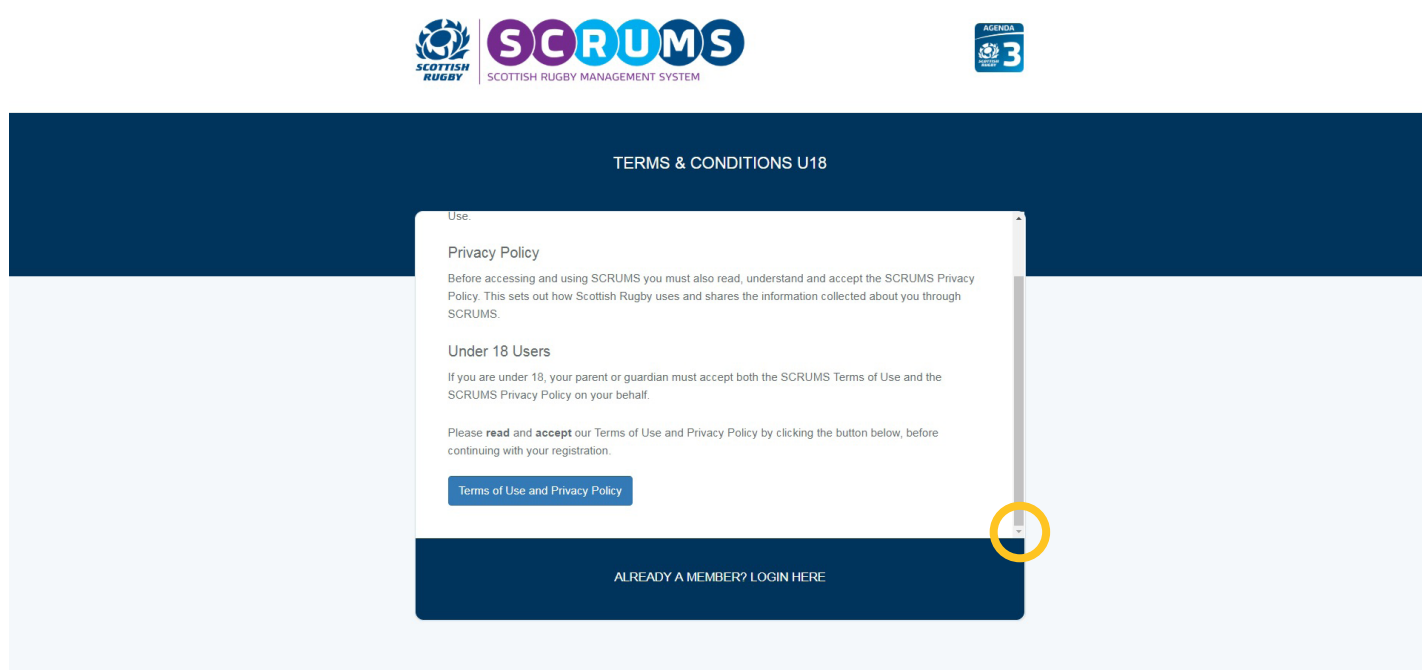 SCOTTISH
RUGBY
SCRUMS
SCOTTISH RUGBY MANAGEMENT SYSTEM
AGENDA
3
SCOTTISH
RUGBY
TERMS & CONDITIONS U18
Use.
Privacy Policy
Before accessing and using SCRUMS you must also read, understand and accept the SCRUMS Privacy
Policy. This sets out how Scottish Rugby uses and shares the information collected about you through
SCRUMS.
Under 18 Users
If you are under 18, your parent or guardian must accept both the SCRUMS Terms of Use and the
SCRUMS Privacy Policy on your behalf.
Please read and accept our Terms of Use and Privacy Policy by clicking the button below, before
continuing with your registration.
Terms of Use and Privacy Policy
ALREADY A MEMBER? LOGIN HERE